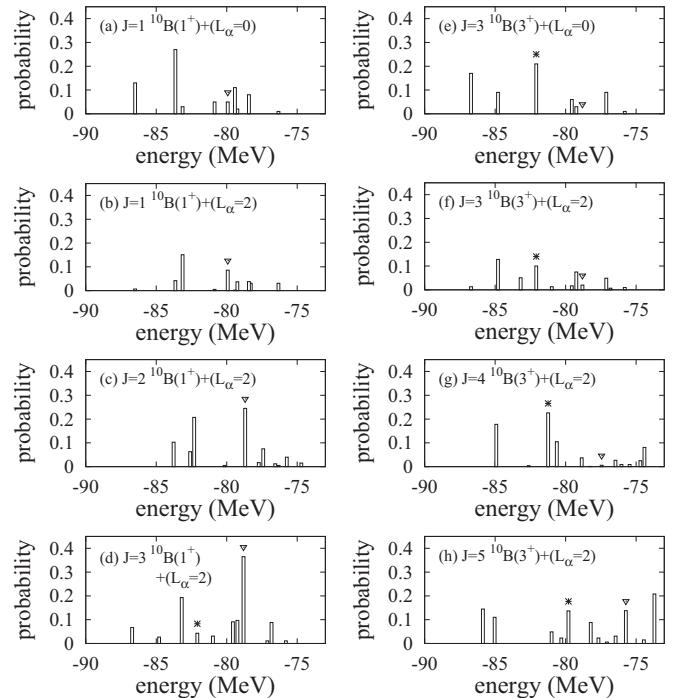 (a) J=1 ¹⁰B(1⁺)+(L_α=0)
probability
0.4
0.3
0.2
0.1
0
-90 -85 -80 -75
energy (MeV)
(e) J=3 ¹⁰B(3⁺)+(L_α=0)
probability
0.4
0.3
0.2
0.1
0
-90 -85 -80 -75
energy (MeV)
(b) J=1 ¹⁰B(1⁺)+(L_α=2)
probability
0.4
0.3
0.2
0.1
0
-90 -85 -80 -75
energy (MeV)
(f) J=3 ¹⁰B(3⁺)+(L_α=2)
probability
0.4
0.3
0.2
0.1
0
-90 -85 -80 -75
energy (MeV)
(c) J=2 ¹⁰B(1⁺)+(L_α=2)
probability
0.4
0.3
0.2
0.1
0
-90 -85 -80 -75
energy (MeV)
(g) J=4 ¹⁰B(3⁺)+(L_α=2)
probability
0.4
0.3
0.2
0.1
0
-90 -85 -80 -75
energy (MeV)
(d) J=3 ¹⁰B(1⁺)
+(L_α=2)
probability
0.4
0.3
0.2
0.1
0
-90 -85 -80 -75
energy (MeV)
(h) J=5 ¹⁰B(3⁺)+(L_α=2)
probability
0.4
0.3
0.2
0.1
0
-90 -85 -80 -75
energy (MeV)